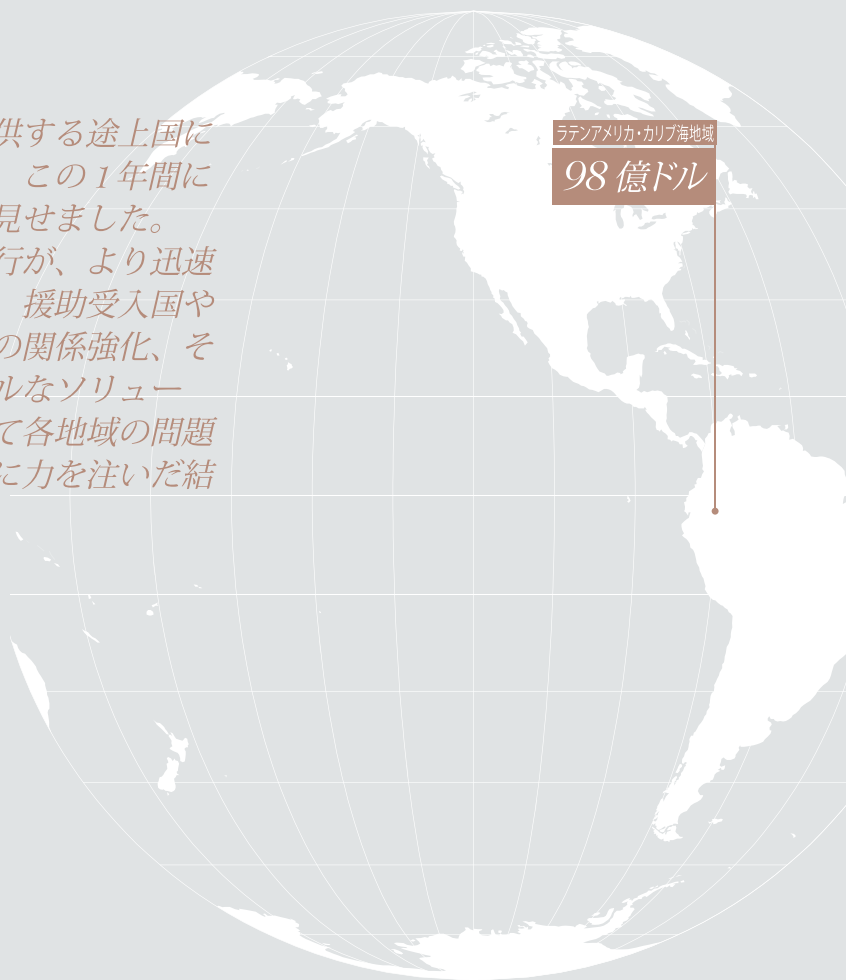 供する途上国に
この1年間に
見せました。
行が、より迅速
援助受入国や
の関係強化、そ
ルなソリュー
て各地域の問題
に力を注いだ結
ラテンアメリカ・カリブ海地域
98 億ドル